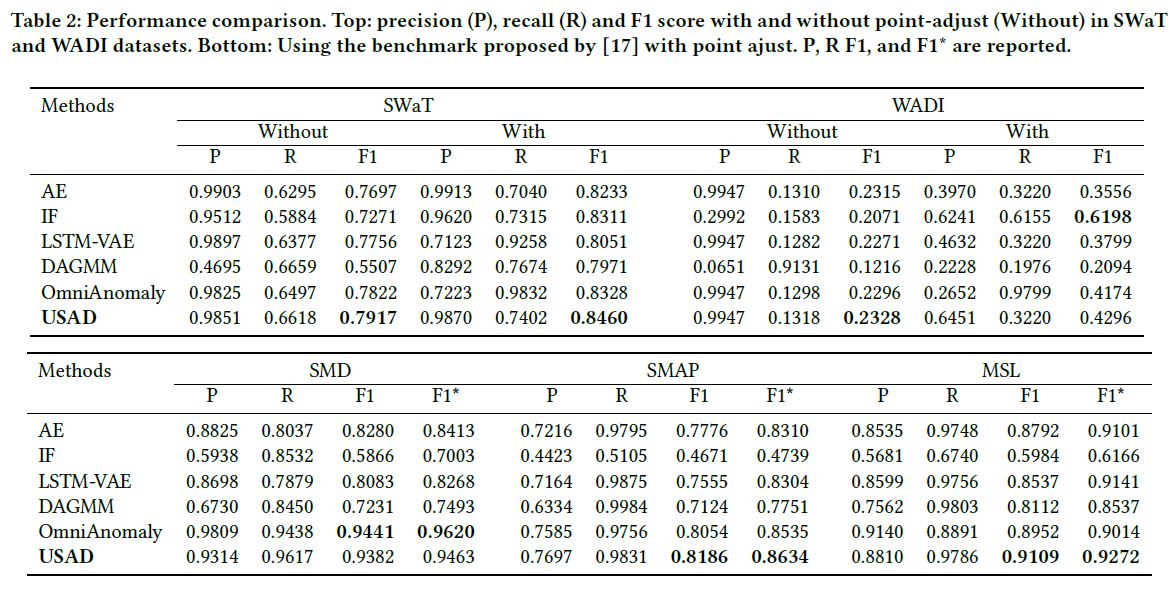 Table 2: Performance comparison. Top: precision (P), recall (R) and F1 score with and without point-adjust (Without) in SWaT
and WADI datasets. Bottom: Using the benchmark proposed by [17] with point ajust. P, R F1, and F1* are reported.
Methods SWaT WADI
Without With Without With
P R F1 P R F1 P R F1 P R F1
AE 0.9903 0.6295 0.7697 0.9913 0.7040 0.8233 0.9947 0.1310 0.2315 0.3970 0.3220 0.3556
IF 0.9512 0.5884 0.7271 0.9620 0.7315 0.8311 0.2992 0.1583 0.2071 0.6241 0.6155 0.6198
LSTM-VAE 0.9897 0.6377 0.7756 0.7123 0.9258 0.8051 0.9947 0.1282 0.2271 0.4632 0.3220 0.3799
DAGMM 0.4695 0.6659 0.5507 0.8292 0.7674 0.7971 0.0651 0.9131 0.1216 0.2228 0.1976 0.2094
OmniAnomaly 0.9825 0.6497 0.7822 0.7223 0.9832 0.8328 0.9947 0.1298 0.2296 0.2652 0.9799 0.4174
USAD 0.9851 0.6618 0.7917 0.9870 0.7402 0.8460 0.9947 0.1318 0.2328 0.6451 0.3220 0.4296
Methods SMD SMAP MSL
P R F1 F1* P R F1 F1* P R F1 F1*
AE 0.8825 0.8037 0.8280 0.8413 0.7216 0.9795 0.7776 0.8310 0.8535 0.9748 0.8792 0.9101
IF 0.5938 0.8532 0.5866 0.7003 0.4423 0.5105 0.4671 0.4739 0.5681 0.6740 0.5984 0.6166
LSTM-VAE 0.8698 0.7879 0.8083 0.8268 0.7164 0.9875 0.7555 0.8304 0.8599 0.9756 0.8537 0.9141
DAGMM 0.6730 0.8450 0.7231 0.7493 0.6334 0.9984 0.7124 0.7751 0.7562 0.9803 0.8112 0.8537
OmniAnomaly 0.9809 0.9438 0.9441 0.9620 0.7585 0.9756 0.8054 0.8535 0.9140 0.8891 0.8952 0.9014
USAD 0.9314 0.9617 0.9382 0.9463 0.7697 0.9831 0.8186 0.8634 0.8810 0.9786 0.9109 0.9272